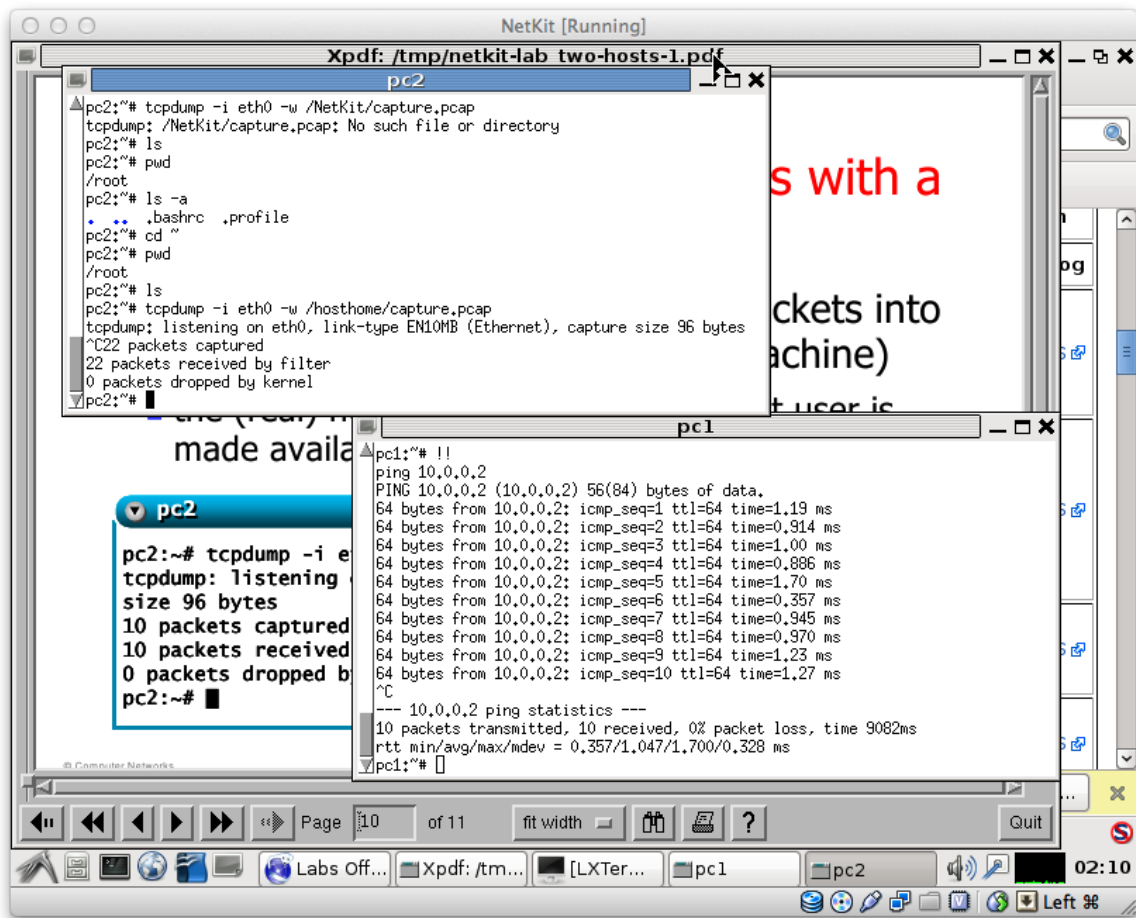 NetKit [Running]
Xpdf: /tmp/netkit-lab_two-hosts-1.pdf
pc2
pc2:~# tcpdump -i eth0 -w /NetKit/capture.pcap
tcpdump: /NetKit/capture.pcap: No such file or directory
pc2:~# ls
pc2:~# pwd
/root
pc2:~# ls -a
.  ..  .bashrc  .profile
pc2:~# cd ~
pc2:~# pwd
/root
pc2:~# ls
pc2:~# tcpdump -i eth0 -w /hosthome/capture.pcap
tcpdump: listening on eth0, link-type EN10MB (Ethernet), capture size 96 bytes
^C22 packets captured
22 packets received by filter
0 packets dropped by kernel
pc2:~#
s with a
og
ckets into
achine)
t user is
made availa
pc2
pc2:~# tcpdump -i e
tcpdump: listening
size 96 bytes
10 packets captured
10 packets received
0 packets dropped b
pc2:~#
© Computer Networks
pc1
pc1:~# !!
ping 10.0.0.2
PING 10.0.0.2 (10.0.0.2) 56(84) bytes of data.
64 bytes from 10.0.0.2: icmp_seq=1 ttl=64 time=1.19 ms
64 bytes from 10.0.0.2: icmp_seq=2 ttl=64 time=0.914 ms
64 bytes from 10.0.0.2: icmp_seq=3 ttl=64 time=1.00 ms
64 bytes from 10.0.0.2: icmp_seq=4 ttl=64 time=0.886 ms
64 bytes from 10.0.0.2: icmp_seq=5 ttl=64 time=1.70 ms
64 bytes from 10.0.0.2: icmp_seq=6 ttl=64 time=0.357 ms
64 bytes from 10.0.0.2: icmp_seq=7 ttl=64 time=0.945 ms
64 bytes from 10.0.0.2: icmp_seq=8 ttl=64 time=0.970 ms
64 bytes from 10.0.0.2: icmp_seq=9 ttl=64 time=1.23 ms
64 bytes from 10.0.0.2: icmp_seq=10 ttl=64 time=1.27 ms
^C
--- 10.0.0.2 ping statistics ---
10 packets transmitted, 10 received, 0% packet loss, time 9082ms
rtt min/avg/max/mdev = 0.357/1.047/1.700/0.328 ms
pc1:~#
Page 10 of 11 fit width ? Quit
Labs Off... Xpdf: /tm... [LXTer... pc1 pc2 02:10
Left ⌘